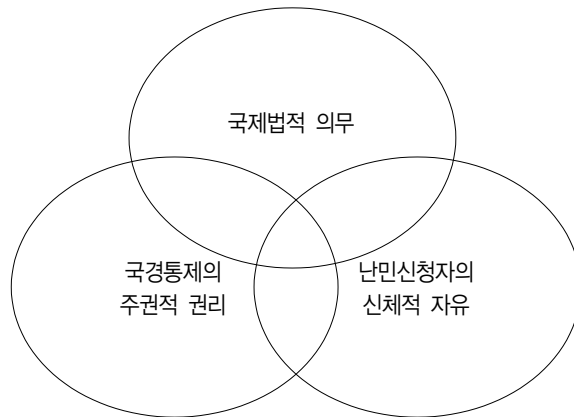 국제법적 의무
국경통제의
주권적 권리
난민신청자의
신체적 자유